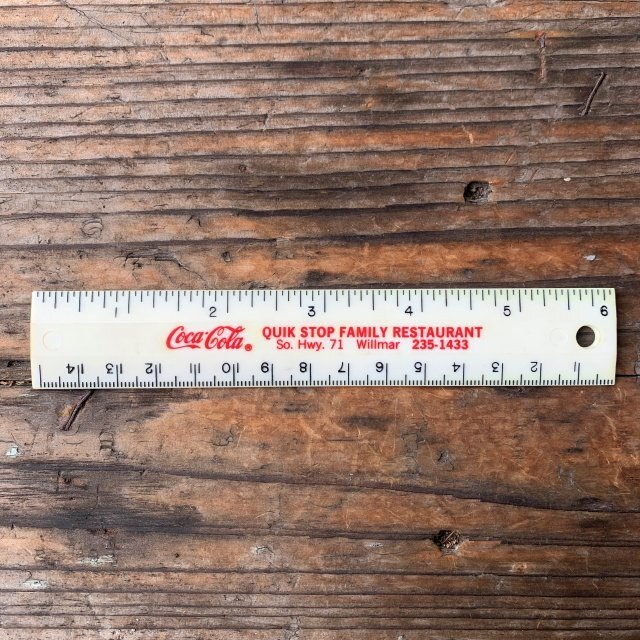 1 2 3 4 5 6
Coca-Cola® QUIK STOP FAMILY RESTAURANT
So. Hwy. 71 Willmar 235-1433
14 13 12 11 10 9 8 7 6 5 4 3 2 1